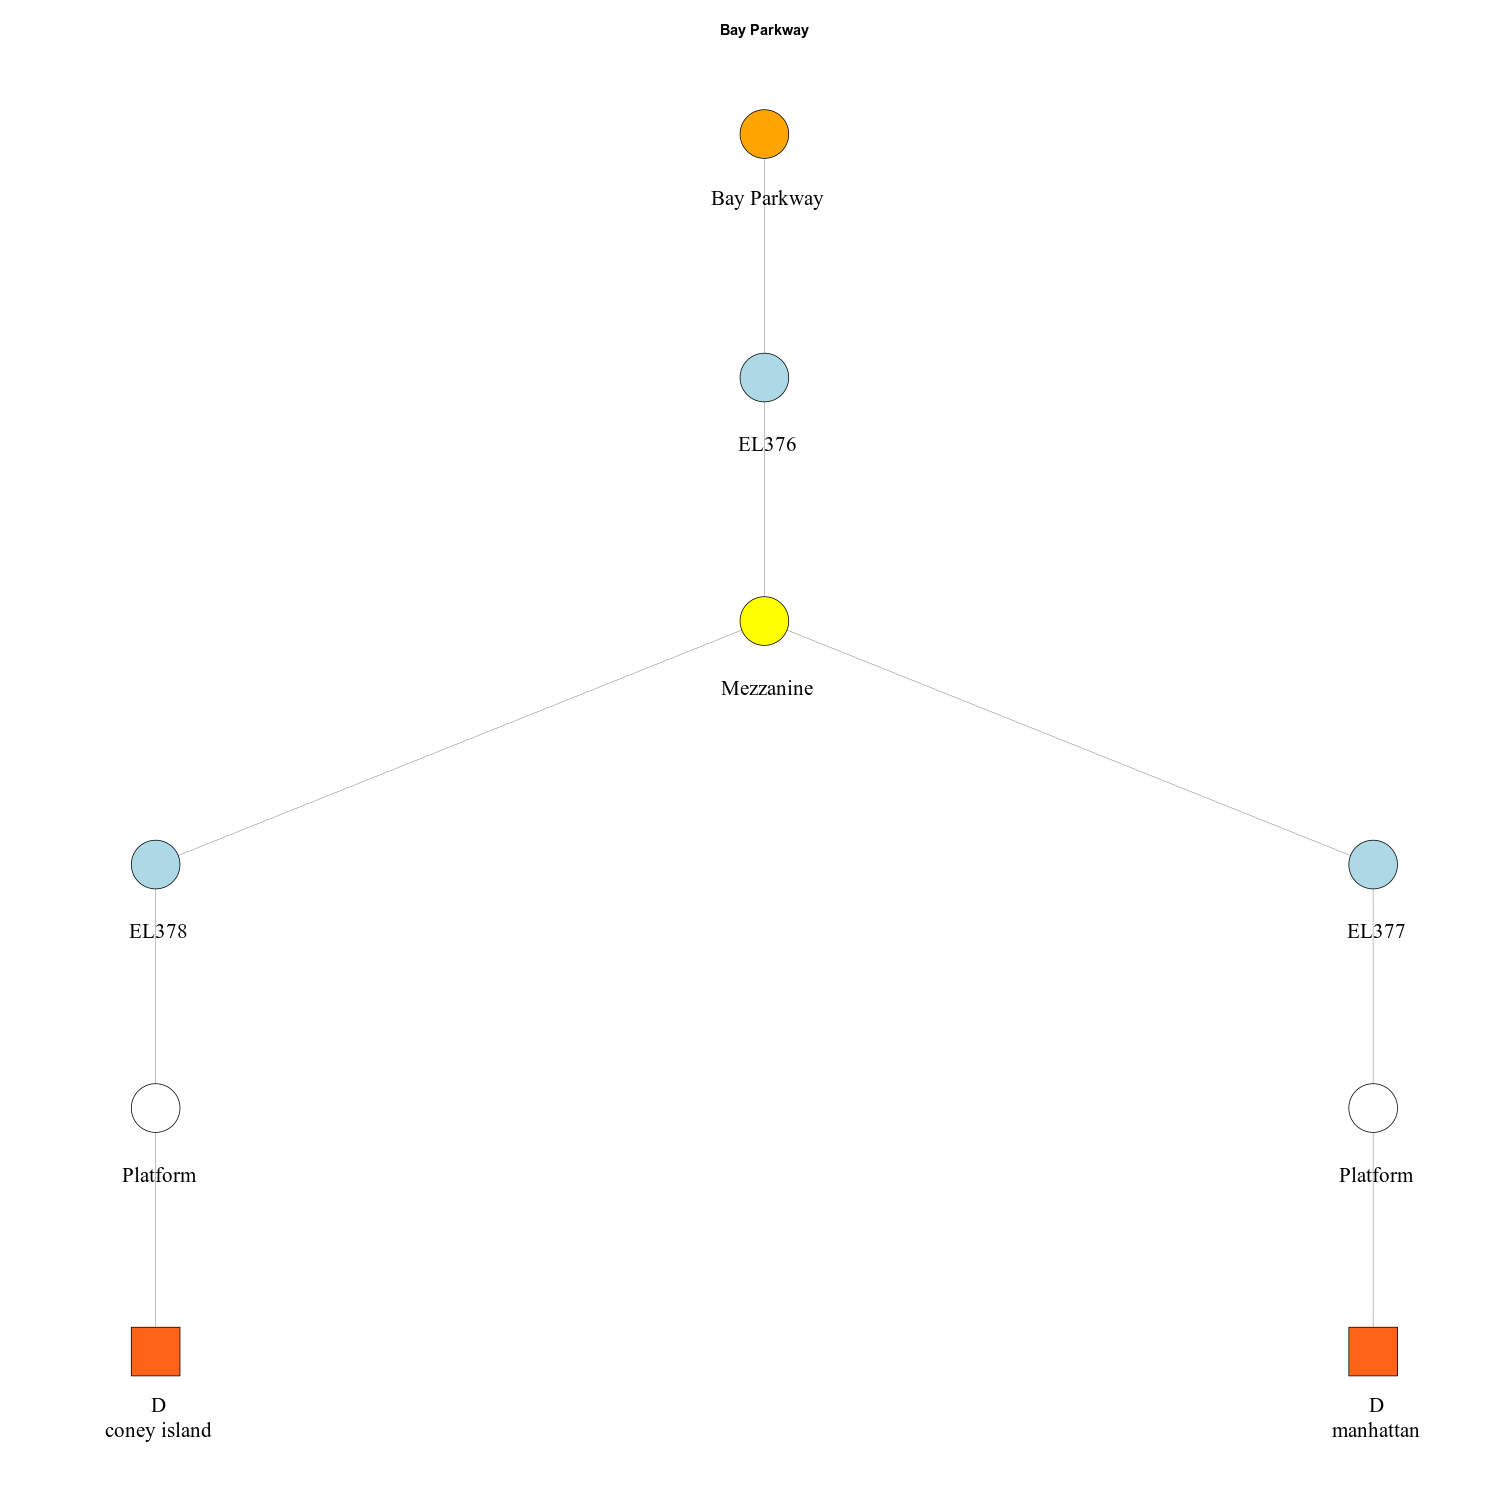 Bay Parkway
Bay Parkway
EL376
Mezzanine
EL378
EL377
Platform
Platform
D
coney island
D
manhattan